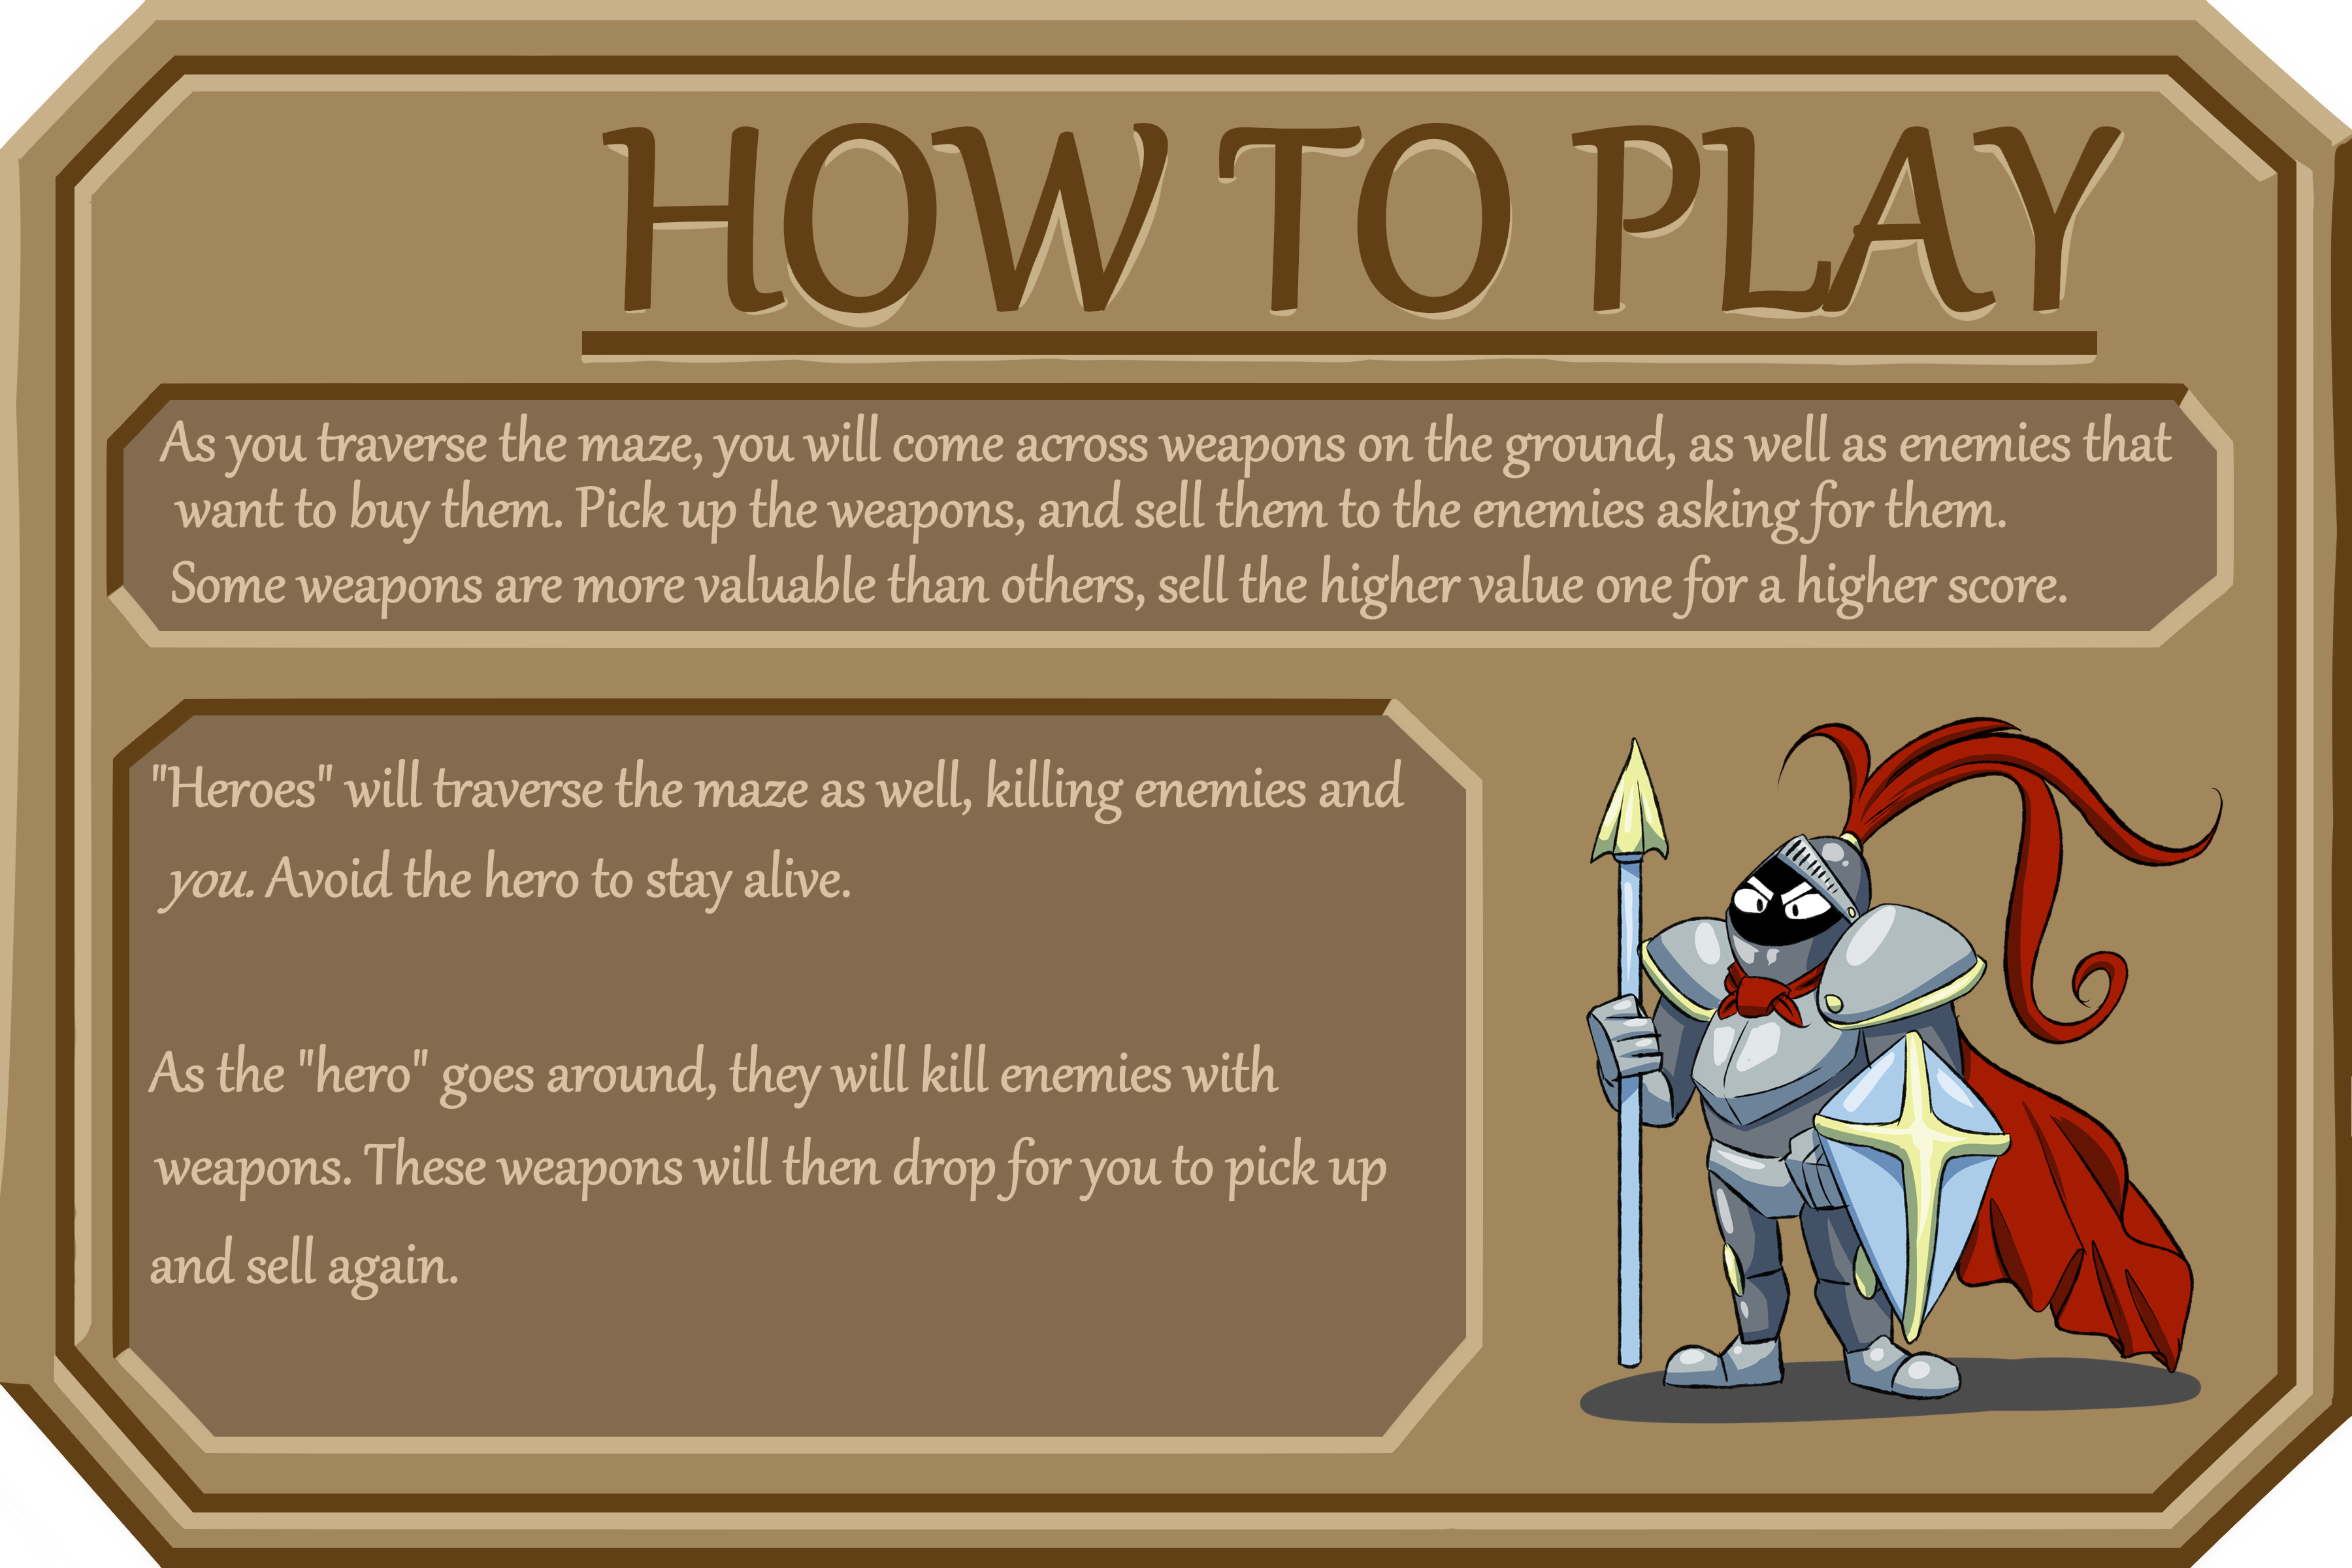 HOW TO PLAY
As you traverse the maze, you will come across weapons on the ground, as well as enemies that
want to buy them. Pick up the weapons, and sell them to the enemies asking for them.
Some weapons are more valuable than others, sell the higher value one for a higher score.
"Heroes" will traverse the maze as well, killing enemies and
you. Avoid the hero to stay alive.
As the "hero" goes around, they will kill enemies with
weapons. These weapons will then drop for you to pick up
and sell again.